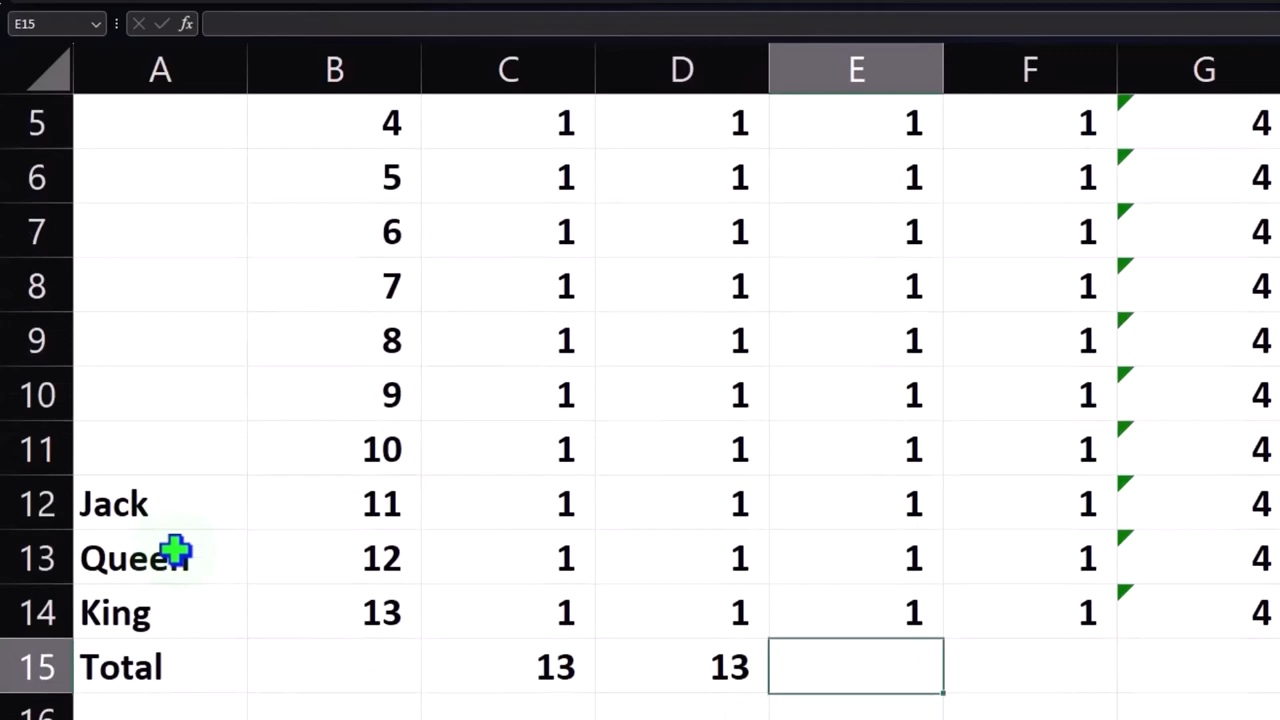 E15 fx
A B C D E F G
5 4 1 1 1 1 4
6 5 1 1 1 1 4
7 6 1 1 1 1 4
8 7 1 1 1 1 4
9 8 1 1 1 1 4
10 9 1 1 1 1 4
11 10 1 1 1 1 4
12 Jack 11 1 1 1 1 4
13 Queen 12 1 1 1 1 4
14 King 13 1 1 1 1 4
15 Total 13 13
16